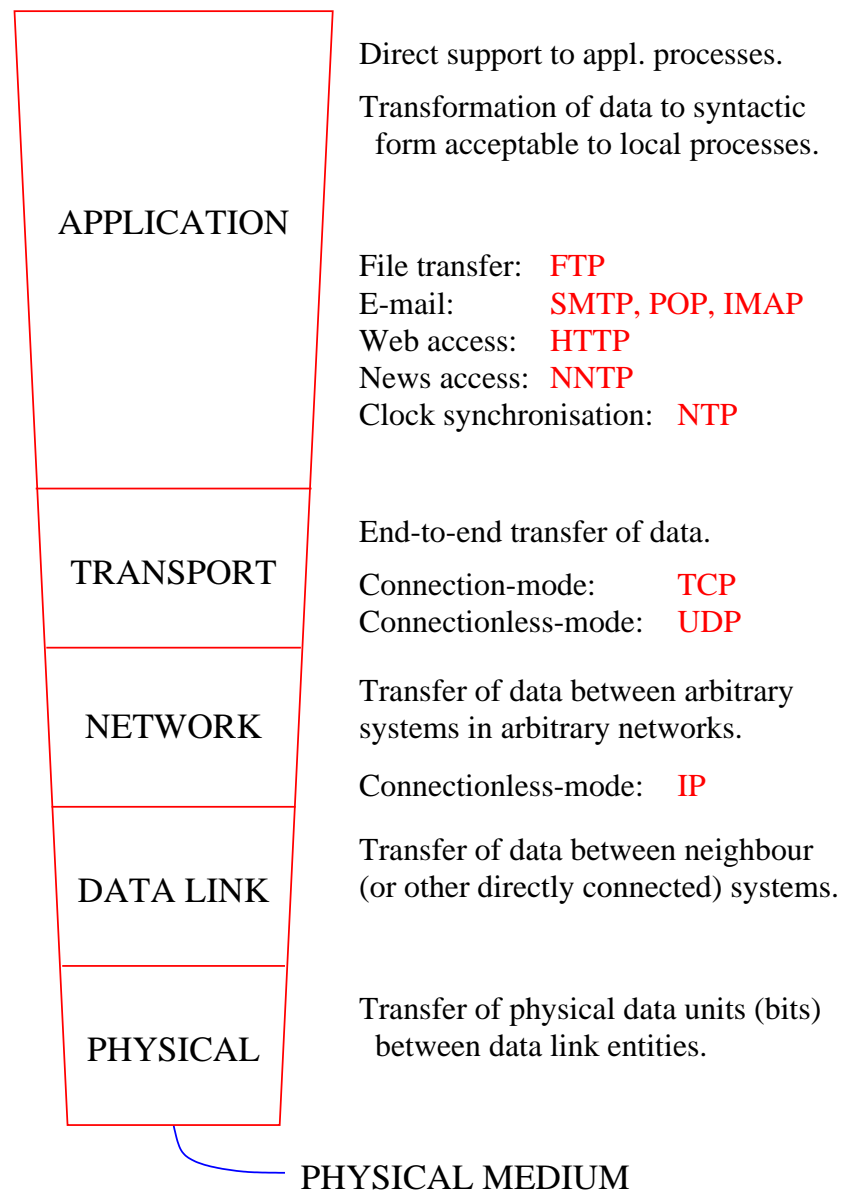 Direct support to appl. processes.
Transformation of data to syntactic
form acceptable to local processes.
APPLICATION
File transfer: FTP
E-mail: SMTP, POP, IMAP
Web access: HTTP
News access: NNTP
Clock synchronisation: NTP
End-to-end transfer of data.
TRANSPORT
Connection-mode: TCP
Connectionless-mode: UDP
Transfer of data between arbitrary
NETWORK
systems in arbitrary networks.
Connectionless-mode: IP
Transfer of data between neighbour
DATA LINK
(or other directly connected) systems.
Transfer of physical data units (bits)
PHYSICAL
between data link entities.
PHYSICAL MEDIUM